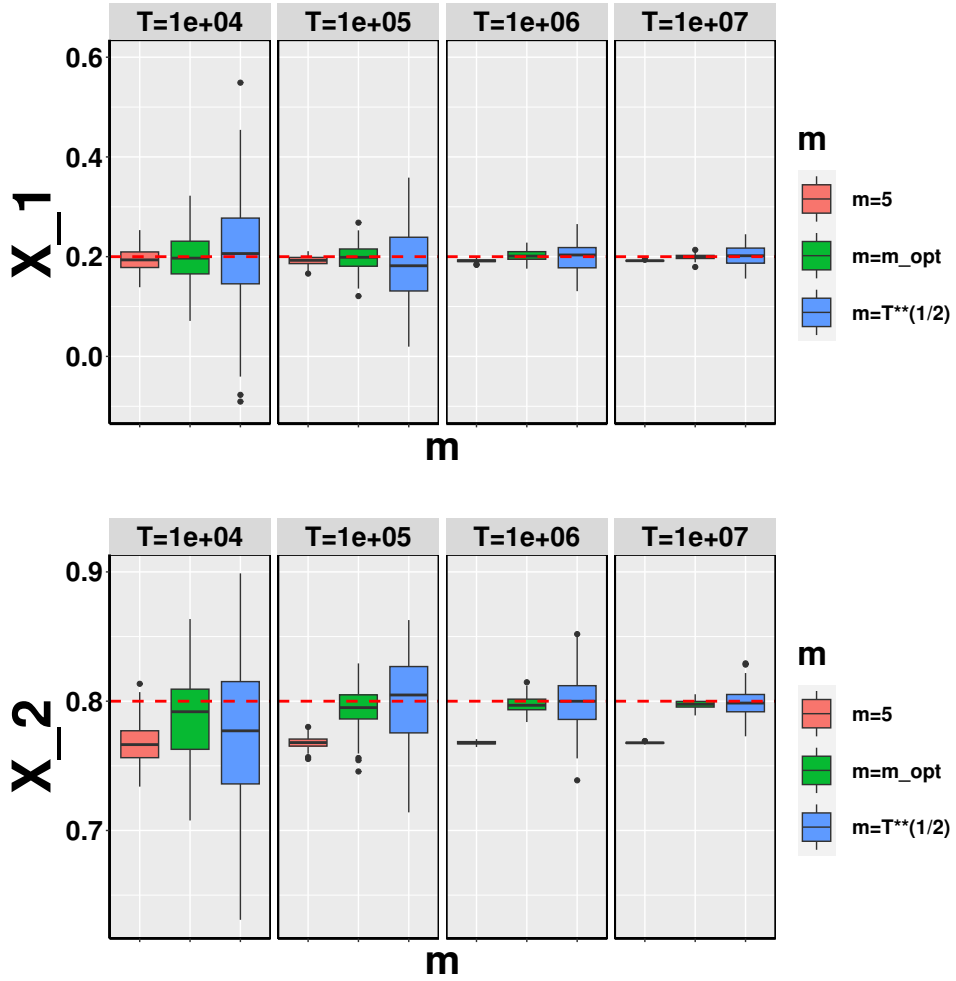 T=1e+04 T=1e+05 T=1e+06 T=1e+07
0.6
0.4
0.2
0.0
X_1
m
m
m=5
m=m_opt
m=T**(1/2)
T=1e+04 T=1e+05 T=1e+06 T=1e+07
0.9
0.8
0.7
X_2
m
m
m=5
m=m_opt
m=T**(1/2)